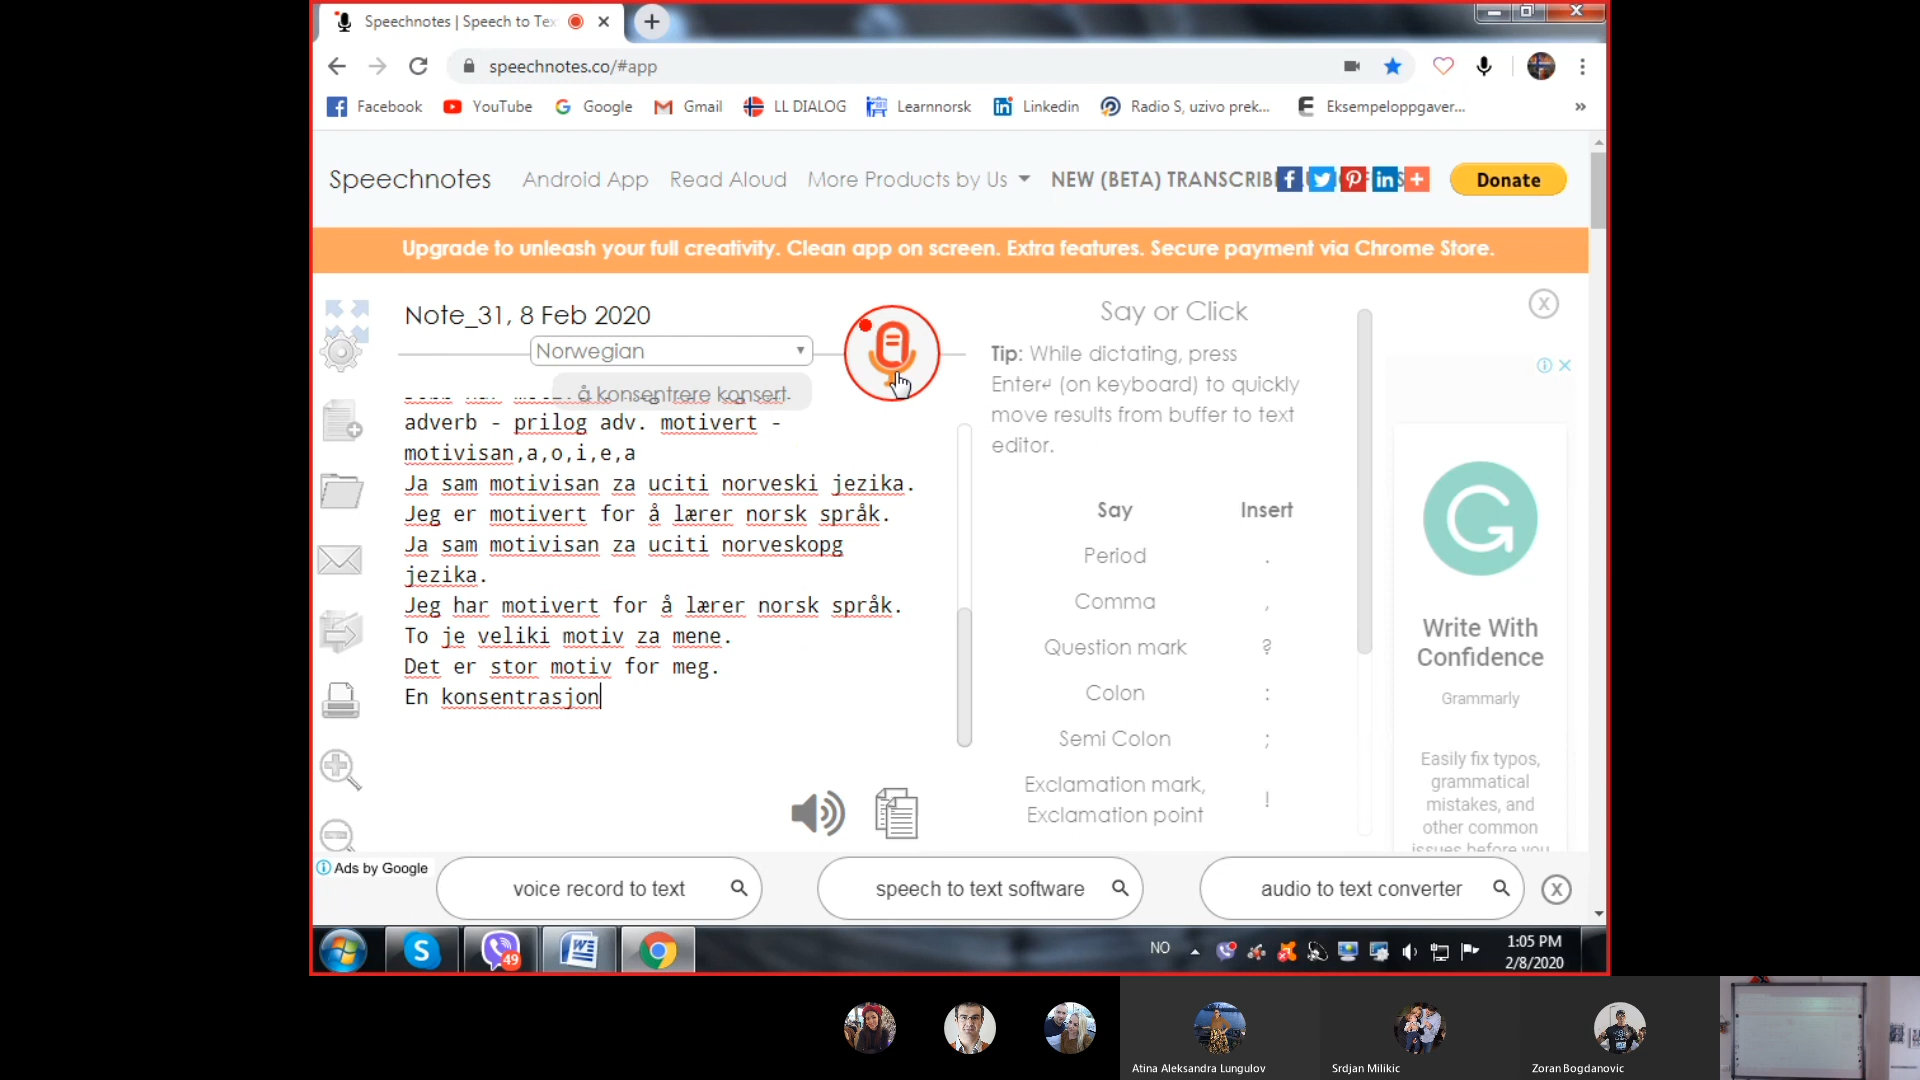 Speechnotes | Speech to Tex
speechnotes.co/#app
Facebook YouTube Google Gmail LL DIALOG Learnnorsk Linkedin Radio S, uzivo prek... Eksempeloppgaver... »
Speechnotes Android App Read Aloud More Products by Us NEW (BETA) TRANSCRIB Donate
Upgrade to unleash your full creativity. Clean app on screen. Extra features. Secure payment via Chrome Store.
Note_31, 8 Feb 2020
Norwegian
å konsentrere konsert
adverb - prilog adv. motivert -
motivisan,a,o,i,e,a
Ja sam motivisan za uciti norveski jezika.
Jeg er motivert for å lærer norsk språk.
Ja sam motivisan za uciti norveskopg
jezika.
Jeg har motivert for å lærer norsk språk.
To je veliki motiv za mene.
Det er stor motiv for meg.
En konsentrasjon
Say or Click
Tip: While dictating, press
Enter↵ (on keyboard) to quickly
move results from buffer to text
editor.
Say Insert
Period .
Comma ,
Question mark ?
Colon :
Semi Colon ;
Exclamation mark,
Exclamation point !
Write With
Confidence
Grammarly
Easily fix typos,
grammatical
mistakes, and
other common
issues before you
Ads by Google
voice record to text
speech to text software
audio to text converter
49
NO
1:05 PM
2/8/2020
Atina Aleksandra Lungulov
Srdjan Milikic
Zoran Bogdanovic